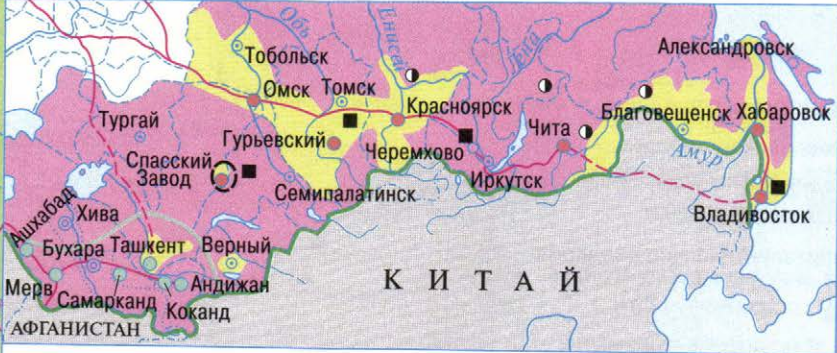 Обь
Енисей
Лена
Александровск
Тобольск
Омск
Томск
Красноярск
Благовещенск
Хабаровск
Тургай
Гурьевский
Чита
Спасский
Завод
Черемхово
Амур
Семипалатинск
Иркутск
Ашхабад
Хива
Владивосток
Бухара
Ташкент
Верный
Мерв
Андижан
КИТАЙ
Самарканд
Коканд
АФГАНИСТАН